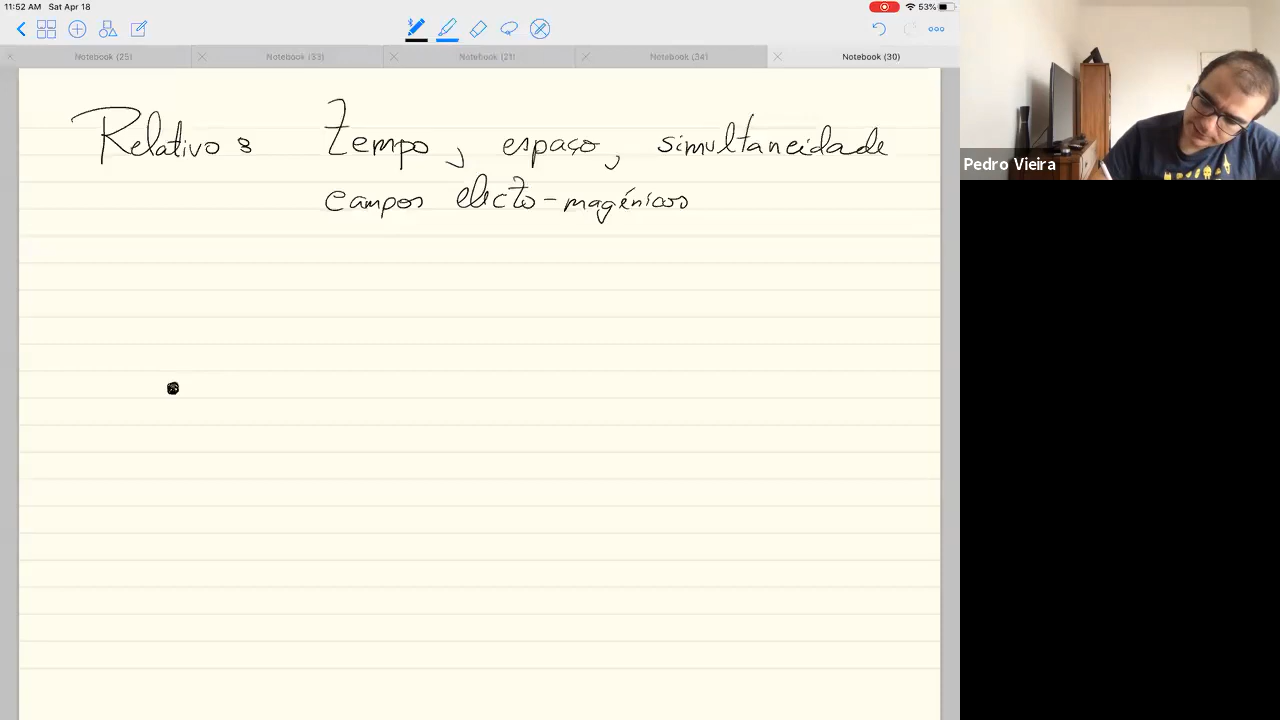 11:52 AM Sat Apr 18 53%
Notebook (25) Notebook (33) Notebook (21) Notebook (34) Notebook (30)
Relativo : tempo, espaço, simultaneidade
campos electo-magénicos
Pedro Vieira